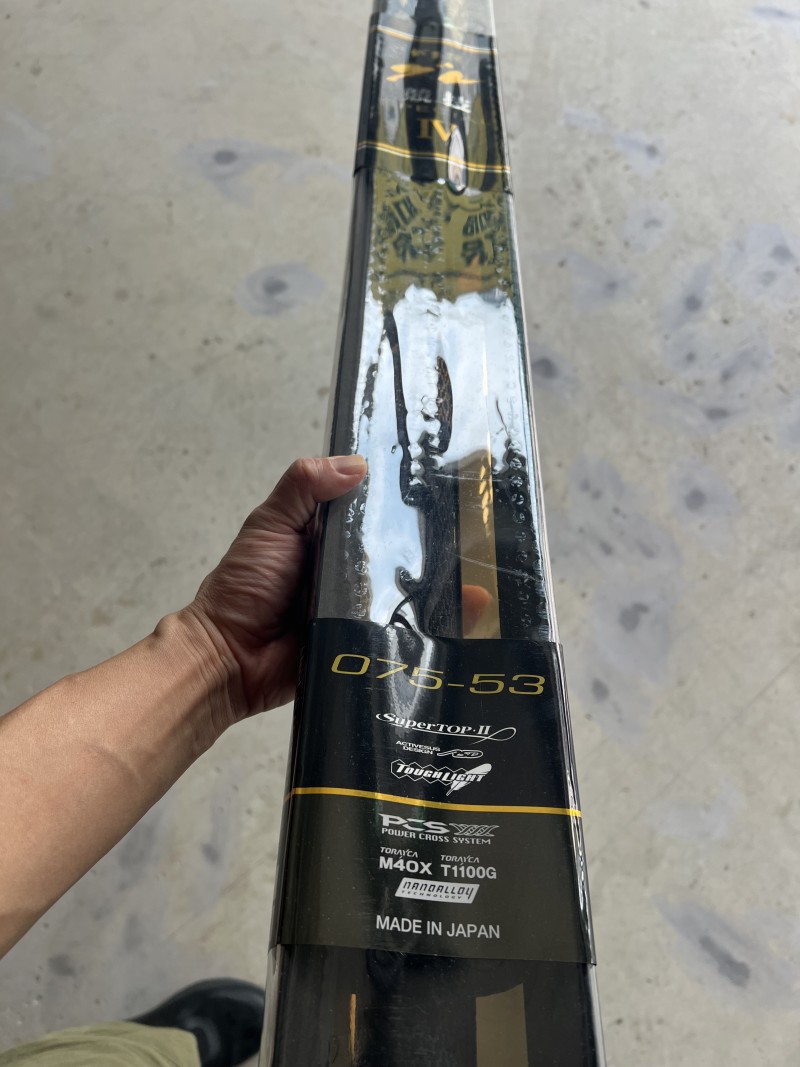 IV
075-53
SuperTOP·II
ACTIVESUS
DESIGN
TOUGHLIGHT
PCS
POWER CROSS SYSTEM
TORAYCA TORAYCA
M40X T1100G
NANOALLOY
TECHNOLOGY
MADE IN JAPAN